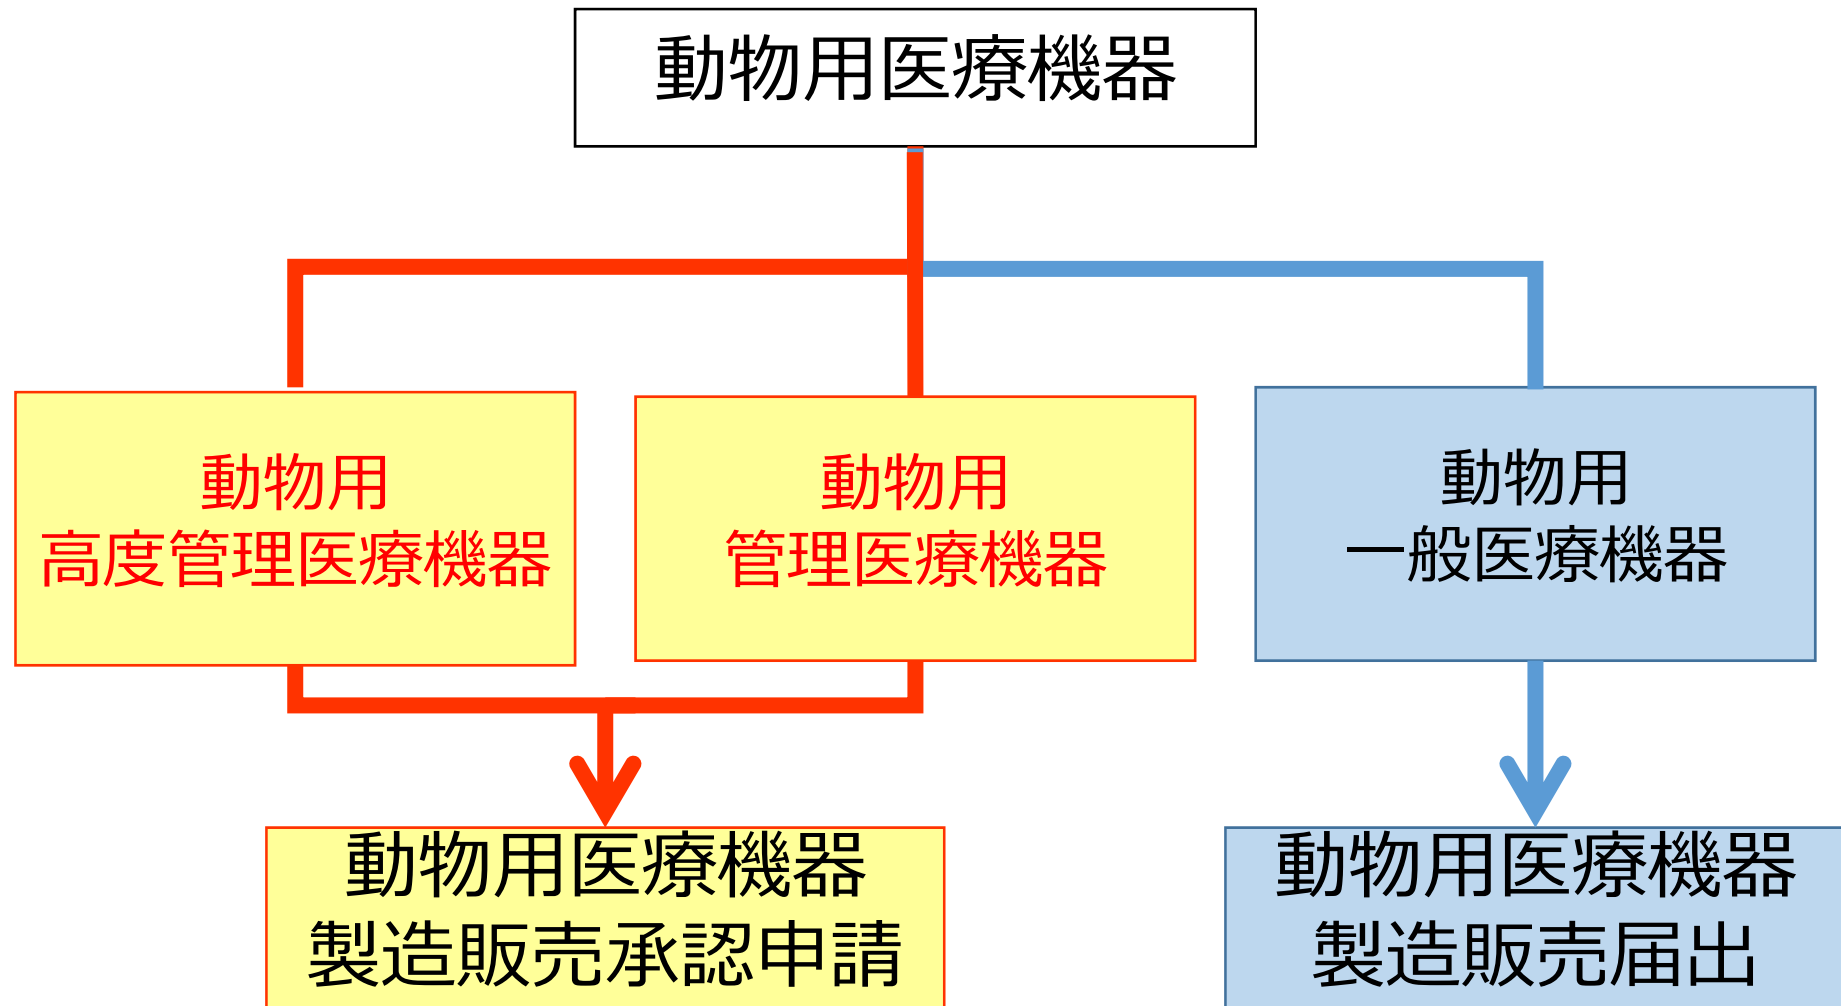 動物用医療機器
動物用
高度管理医療機器
動物用
管理医療機器
動物用
一般医療機器
動物用医療機器
製造販売承認申請
動物用医療機器
製造販売届出